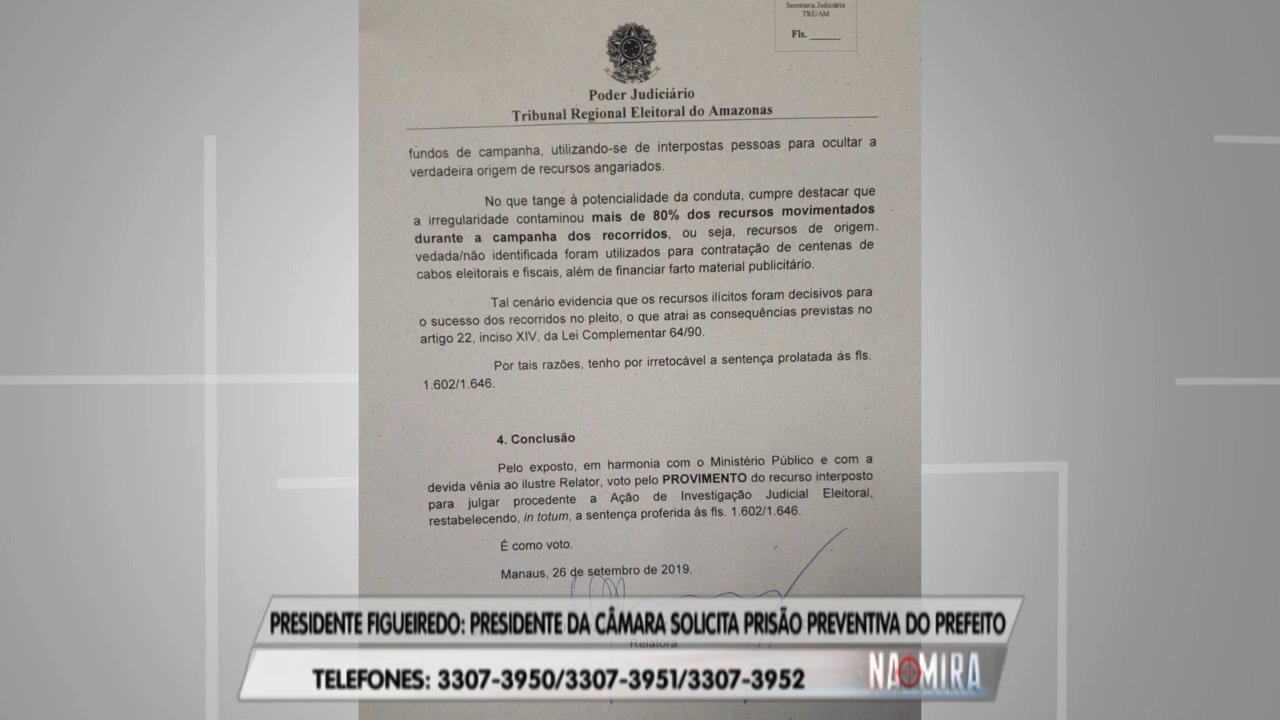 Secretaria Judiciária
TRE/AM
Fls. ______
Poder Judiciário
Tribunal Regional Eleitoral do Amazonas
fundos de campanha, utilizando-se de interpostas pessoas para ocultar a
verdadeira origem de recursos angariados.
No que tange à potencialidade da conduta, cumpre destacar que
a irregularidade contaminou mais de 80% dos recursos movimentados
durante a campanha dos recorridos, ou seja, recursos de origem
vedada/não identificada foram utilizados para contratação de centenas de
cabos eleitorais e fiscais, além de financiar farto material publicitário.
Tal cenário evidencia que os recursos ilícitos foram decisivos para
o sucesso dos recorridos no pleito, o que atrai as consequências previstas no
artigo 22, inciso XIV, da Lei Complementar 64/90.
Por tais razões, tenho por irretocável a sentença prolatada às fls.
1.602/1.646.
4. Conclusão
Pelo exposto, em harmonia com o Ministério Público e com a
devida vênia ao ilustre Relator, voto pelo PROVIMENTO do recurso interposto
para julgar procedente a Ação de Investigação Judicial Eleitoral,
restabelecendo, in totum, a sentença proferida às fls. 1.602/1.646.
É como voto.
Manaus, 26 de setembro de 2019.
PRESIDENTE FIGUEIREDO: PRESIDENTE DA CÂMARA SOLICITA PRISÃO PREVENTIVA DO PREFEITO
Relatora
TELEFONES: 3307-3950/3307-3951/3307-3952
NA MIRA